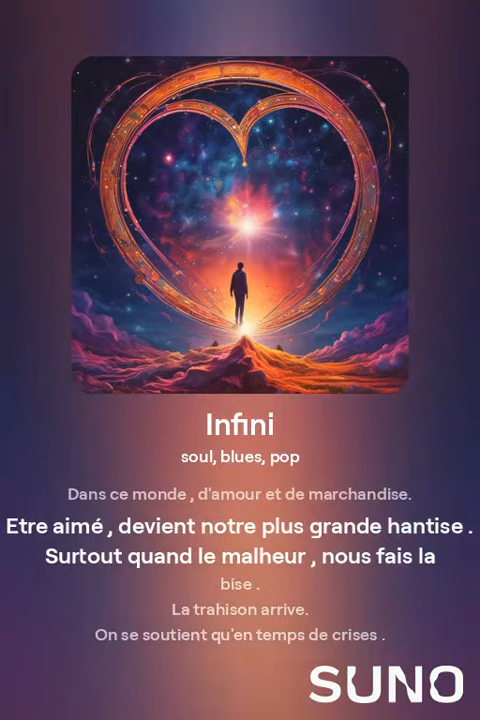 Infini
soul, blues, pop
Dans ce monde , d'amour et de marchandise.
Etre aimé , devient notre plus grande hantise .
Surtout quand le malheur , nous fais la
bise .
La trahison arrive.
On se soutient qu'en temps de crises .
SUNO